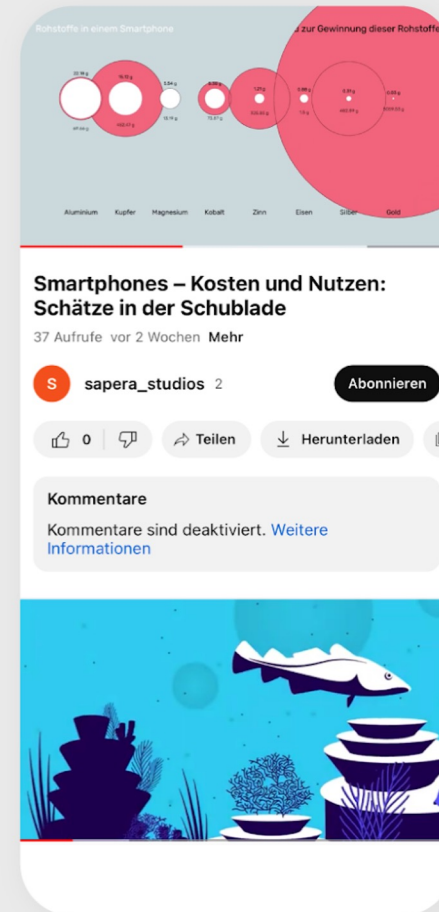 Rohstoffe in einem Smartphone
zur Gewinnung dieser Rohstoffe
Aluminium Kupfer Magnesium Kobalt Zinn Eisen Silber Gold
Smartphones – Kosten und Nutzen:
Schätze in der Schublade
37 Aufrufe vor 2 Wochen Mehr
S sapera_studios 2 Abonnieren
0 Teilen Herunterladen
Kommentare
Kommentare sind deaktiviert. Weitere
Informationen